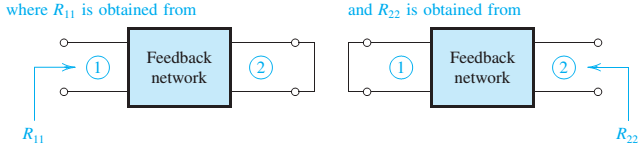 where R₁₁ is obtained from
and R₂₂ is obtained from
1
Feedback
network
2
R₁₁
1
Feedback
network
2
R₂₂